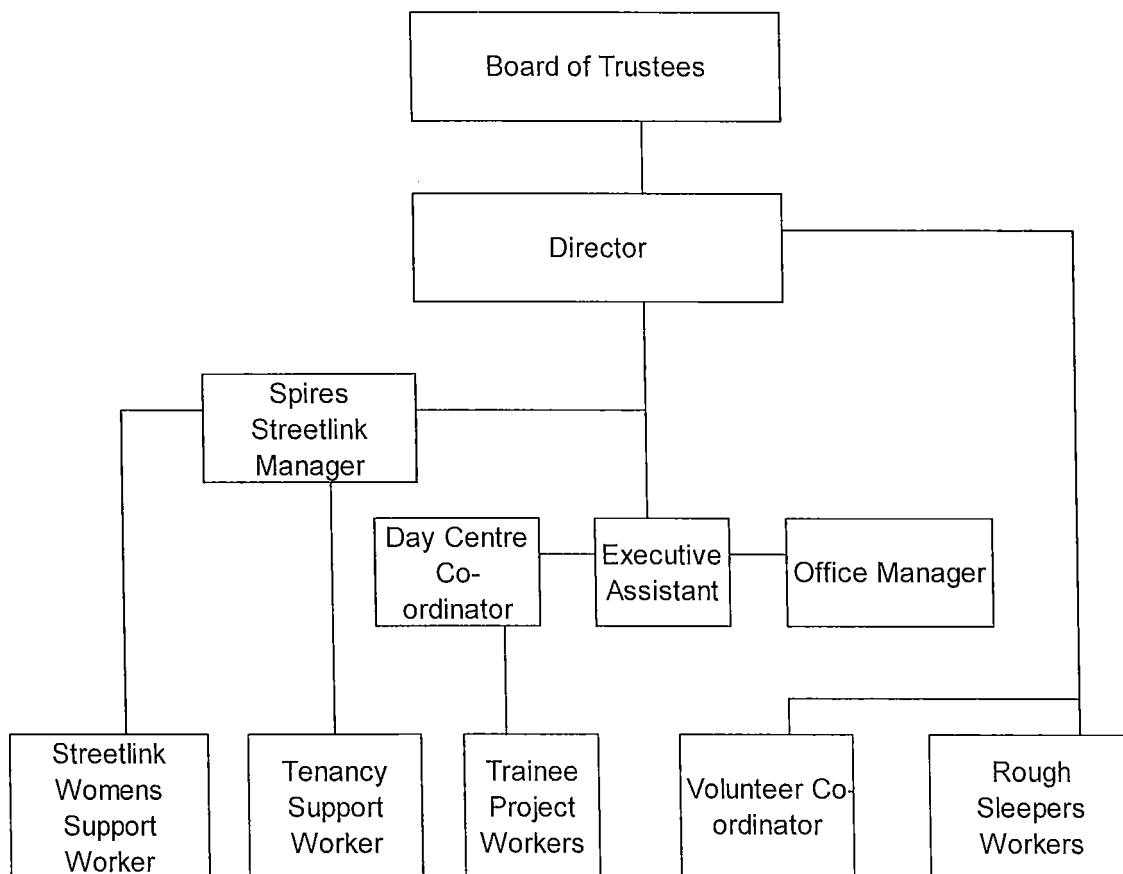 Board of Trustees
Director
Spires
Streetlink
Manager
Day Centre
Co-
ordinator
Executive
Assistant
Office Manager
Streetlink
Womens
Support
Worker
Tenancy
Support
Worker
Trainee
Project
Workers
Volunteer Co-
ordinator
Rough
Sleepers
Workers